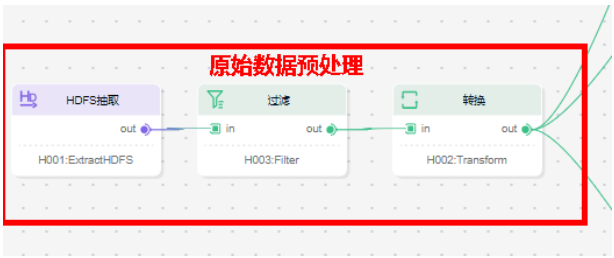 原始数据预处理
HDFS抽取
out
H001:ExtractHDFS
过滤
in out
H003:Filter
转换
in out
H002:Transform